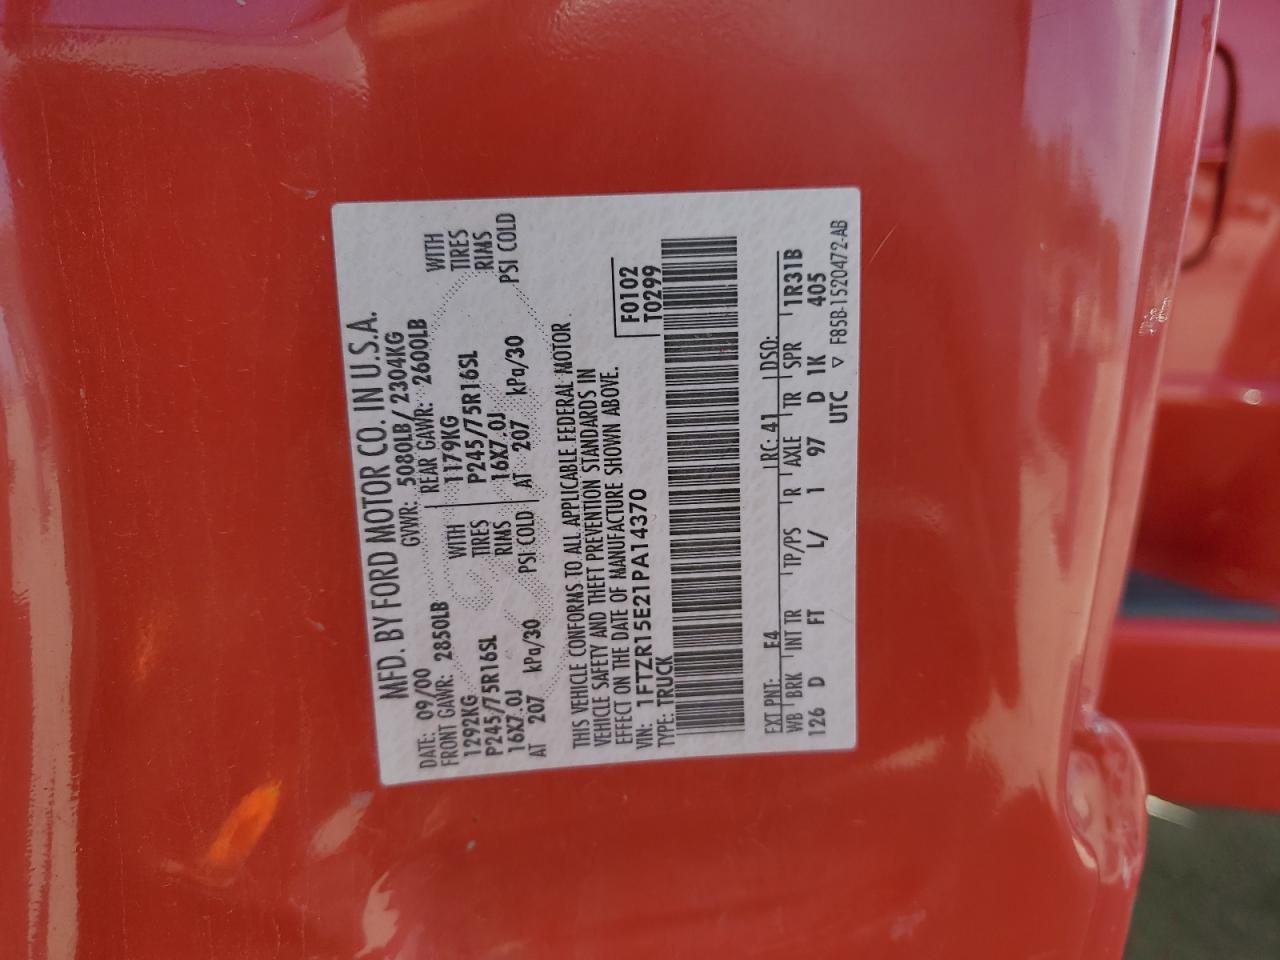 MFD. BY FORD MOTOR CO. IN U.S.A.
DATE: 09/00 GVWR: 5080LB/ 2304KG
FRONT GAWR: 2850LB REAR GAWR: 2600LB
1292KG WITH 1179KG WITH
P245/75R16SL TIRES P245/75R16SL TIRES
16X7.0J RIMS 16X7.0J RIMS
AT 207 kPa/30 PSI COLD AT 207 kPa/30 PSI COLD
THIS VEHICLE CONFORMS TO ALL APPLICABLE FEDERAL MOTOR
VEHICLE SAFETY AND THEFT PREVENTION STANDARDS IN
EFFECT ON THE DATE OF MANUFACTURE SHOWN ABOVE.
VIN: 1FTZR15E21PA14370 F0102
TYPE: TRUCK T0299
EXT PNT: E4 RC: 41 DSO:
WB BRK INT TR TP/PS R AXLE TR SPR 1R31B
126 D FT L/ 1 97 D 1K 405
UTC ▽ F85B-1520472-AB